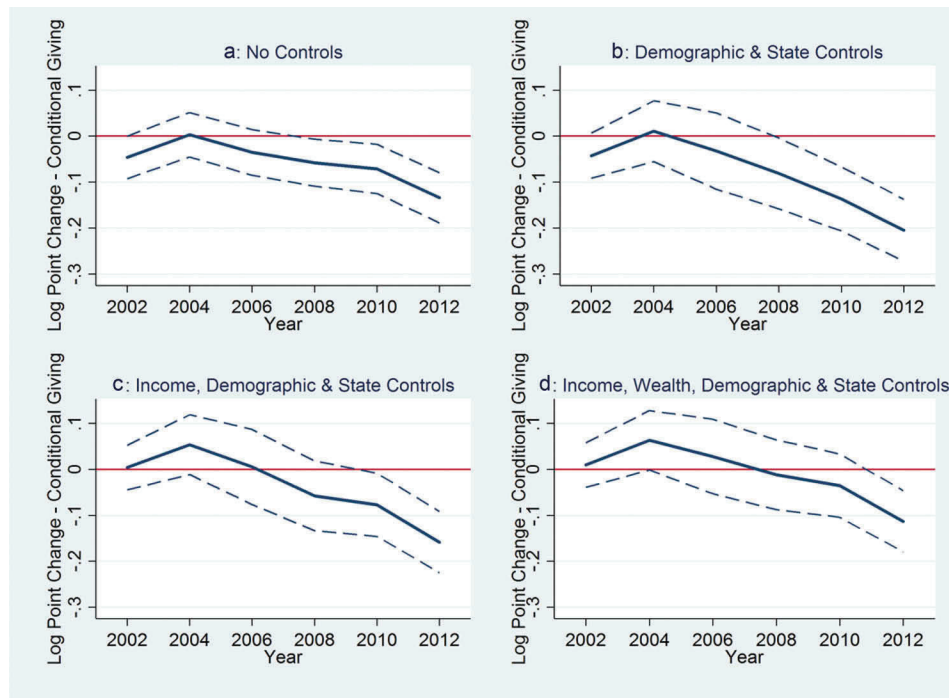 a: No Controls
Log Point Change - Conditional Giving
.1
0
-.1
-.2
-.3
2002 2004 2006 2008 2010 2012
Year
b: Demographic & State Controls
Log Point Change - Conditional Giving
.1
0
-.1
-.2
-.3
2002 2004 2006 2008 2010 2012
Year
c: Income, Demographic & State Controls
Log Point Change - Conditional Giving
.1
0
-.1
-.2
-.3
2002 2004 2006 2008 2010 2012
Year
d: Income, Wealth, Demographic & State Controls
Log Point Change - Conditional Giving
.1
0
-.1
-.2
-.3
2002 2004 2006 2008 2010 2012
Year